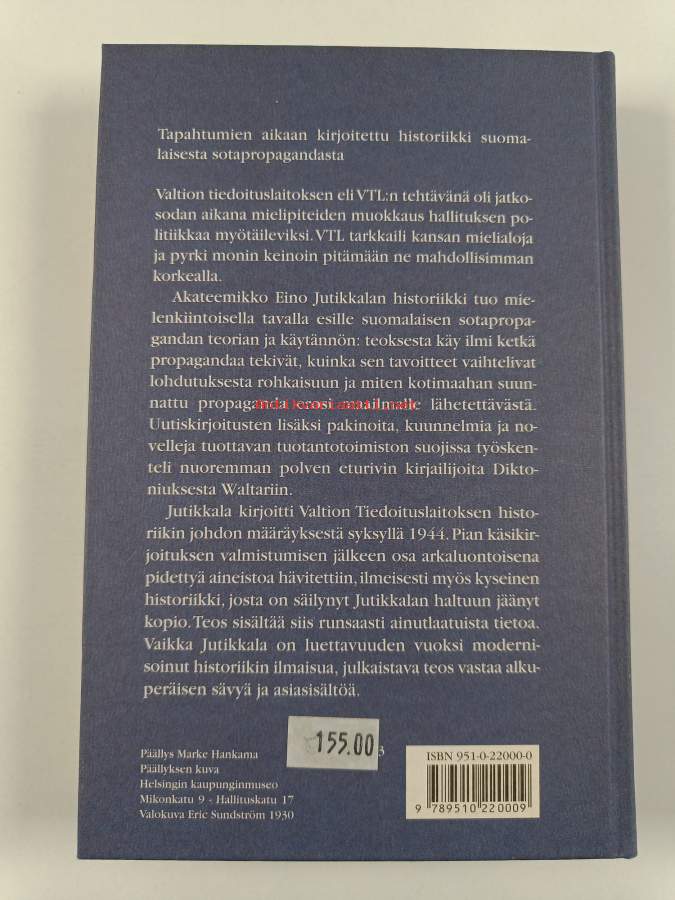 Tapahtumien aikaan kirjoitettu historiikki suoma-
laisesta sotapropagandasta
Valtion tiedoituslaitoksen eli VTL:n tehtävänä oli jatko-
sodan aikana mielipiteiden muokkaus hallituksen po-
litiikkaa myötäileviksi. VTL tarkkaili kansan mielialoja
ja pyrki monin keinoin pitämään ne mahdollisimman
korkealla.
Akateemikko Eino Jutikkalan historiikki tuo mie-
lenkiintoisella tavalla esille suomalaisen sotapropa-
gandan teorian ja käytännön: teoksesta käy ilmi ketkä
propagandaa tekivät, kuinka sen tavoitteet vaihtelivat
lohdutuksesta rohkaisuun ja miten kotimaahan suun-
nattu propaganda erosi maailmalle lähetettävästä.
Uutiskirjoitusten lisäksi pakinoita, kuunnelmia ja no-
velleja tuottavan tuotantotoimiston suojissa työsken-
teli nuoremman polven eturivin kirjailijoita Dikto-
niuksesta Waltariin.
Jutikkala kirjoitti Valtion Tiedoituslaitoksen histo-
riikin johdon määräyksestä syksyllä 1944. Pian käsikir-
joituksen valmistumisen jälkeen osa arkaluontoisena
pidettyä aineistoa hävitettiin, ilmeisesti myös kyseinen
historiikki, josta on säilynyt Jutikkalan haltuun jäänyt
kopio. Teos sisältää siis runsaasti ainutlaatuista tietoa.
Vaikka Jutikkala on luettavuuden vuoksi moderni-
soinut historiikin ilmaisua, julkaistava teos vastaa alku-
peräisen sävyä ja asiasisältöä.
155.00
3
Päällys Marke Hankama
Päällyksen kuva
Helsingin kaupunginmuseo
Mikonkatu 9 - Hallituskatu 17
Valokuva Eric Sundström 1930
ISBN 951-0-22000-0
9 789510 220009